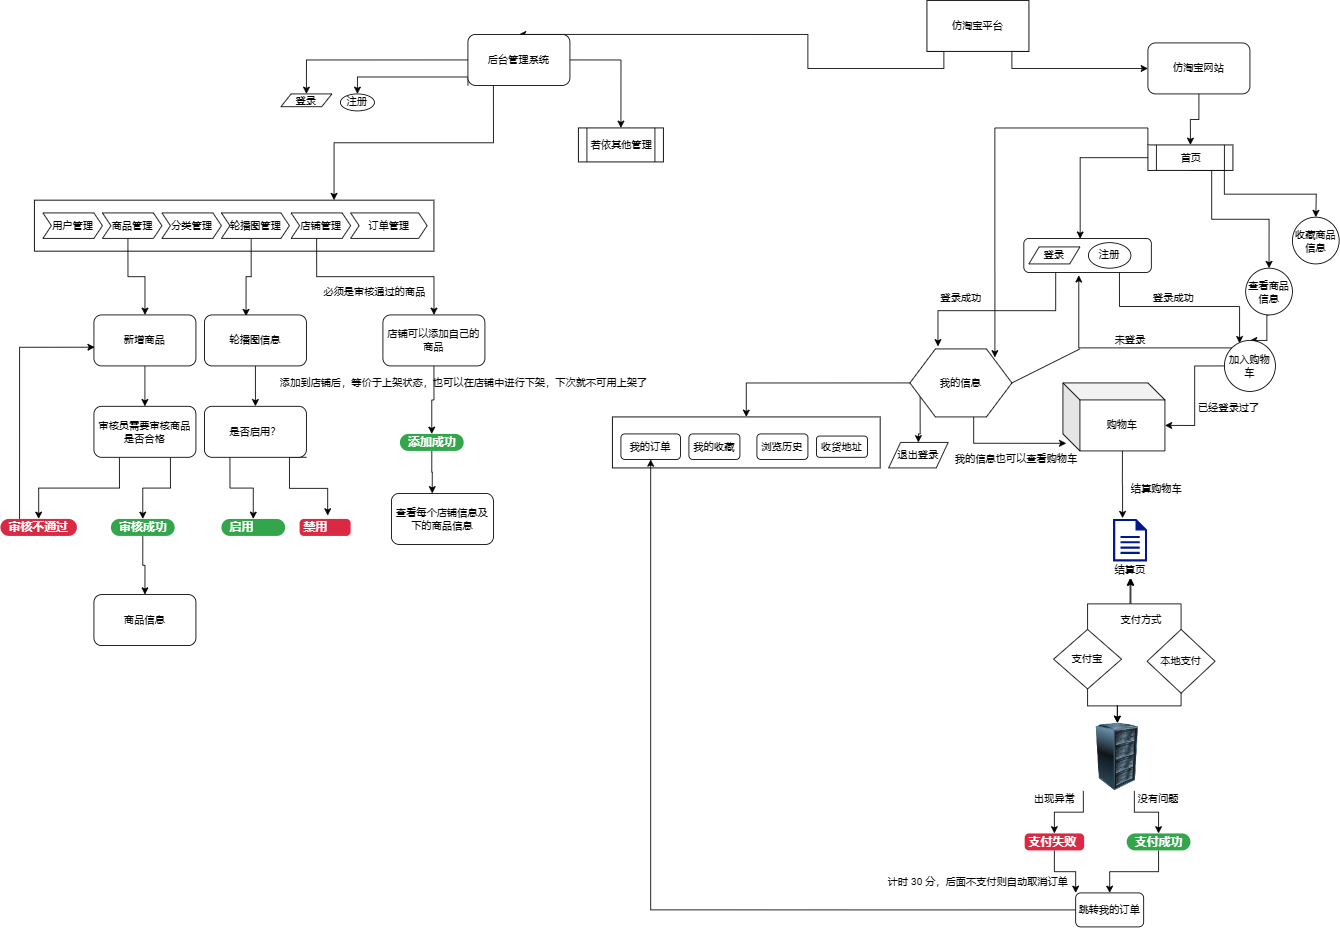 仿淘宝平台
后台管理系统
仿淘宝网站
登录
注册
若依其他管理
首页
用户管理
商品管理
分类管理
轮播图管理
店铺管理
订单管理
收藏商品
信息
登录
注册
查看商品
信息
必须是审核通过的商品
登录成功
登录成功
新增商品
轮播图信息
店铺可以添加自己的
商品
未登录
加入购物
车
我的信息
添加到店铺后，等价于上架状态，也可以在店铺中进行下架，下次就不可用上架了
已经登录过了
审核员需要审核商品
是否合格
是否启用?
添加成功
购物车
我的订单
我的收藏
浏览历史
收货地址
退出登录
我的信息也可以查看购物车
结算购物车
查看每个店铺信息及
下的商品信息
审核不通过
审核成功
启用
禁用
结算页
商品信息
支付方式
支付宝
本地支付
出现异常
没有问题
支付失败
支付成功
计时 30 分，后面不支付则自动取消订单
跳转我的订单